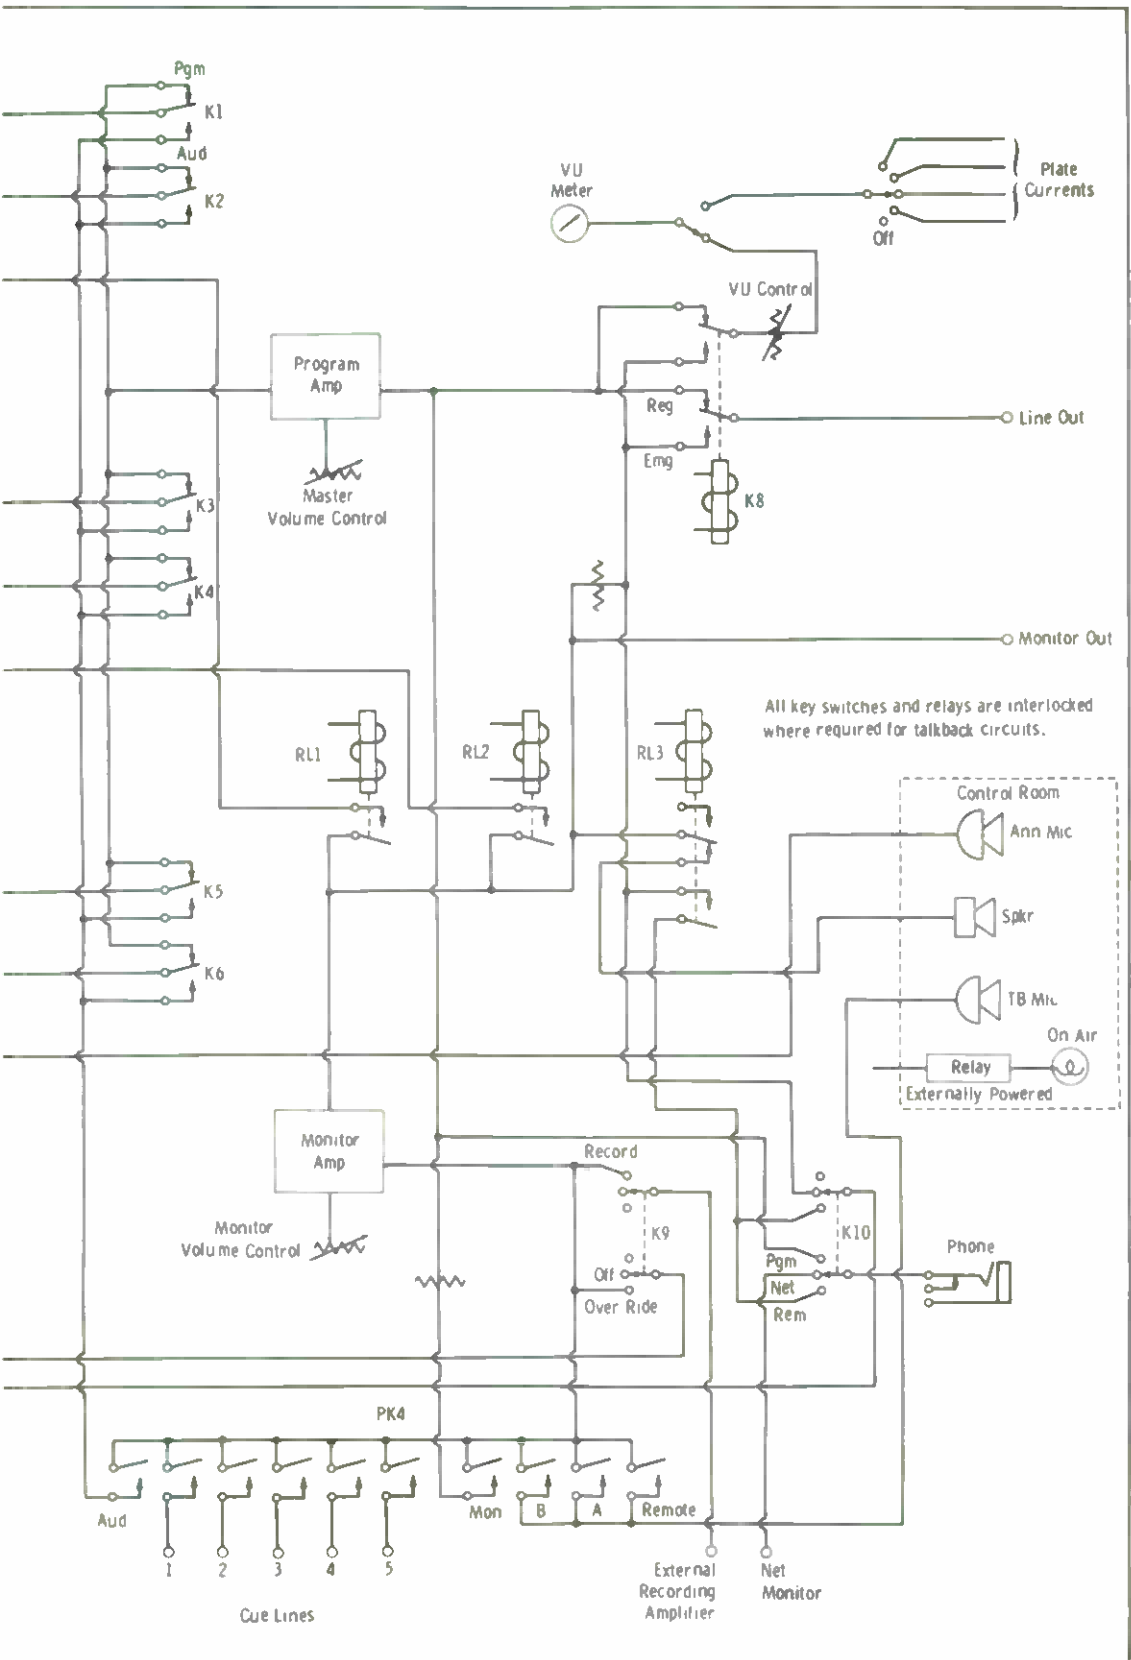 Pgm
K1
Aud
K2
VU
Meter
Plate
Currents
Off
VU Control
Program
Amp
Reg
Line Out
Emg
K3
Master
Volume Control
K8
K4
Monitor Out
All key switches and relays are interlocked
where required for talkback circuits.
RL1
RL2
RL3
Control Room
Ann Mic
K5
Spkr
K6
TB Mic
On Air
Relay
Externally Powered
Monitor
Amp
Record
Monitor
Volume Control
K9
K10
Phone
Pgm
Off
Net
Over Ride
Rem
PK4
Aud
Mon
B
A
Remote
1
2
3
4
5
External
Recording
Amplifier
Net
Monitor
Cue Lines